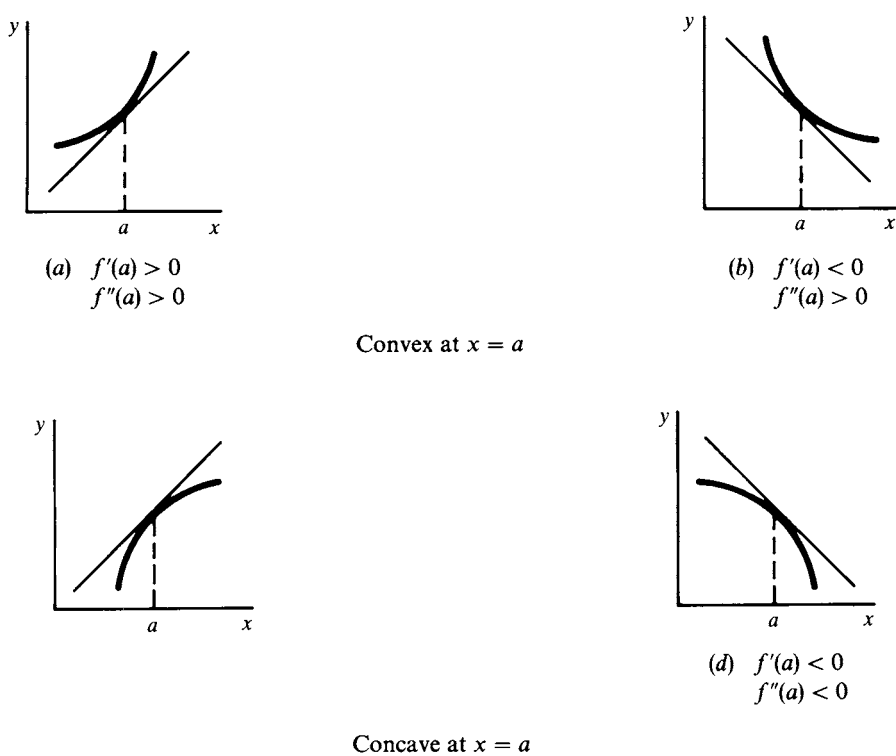 y
a
x
(a) f'(a) > 0
f''(a) > 0
y
a
x
(b) f'(a) < 0
f''(a) > 0
Convex at x = a
y
a
x
y
a
x
(d) f'(a) < 0
f''(a) < 0
Concave at x = a